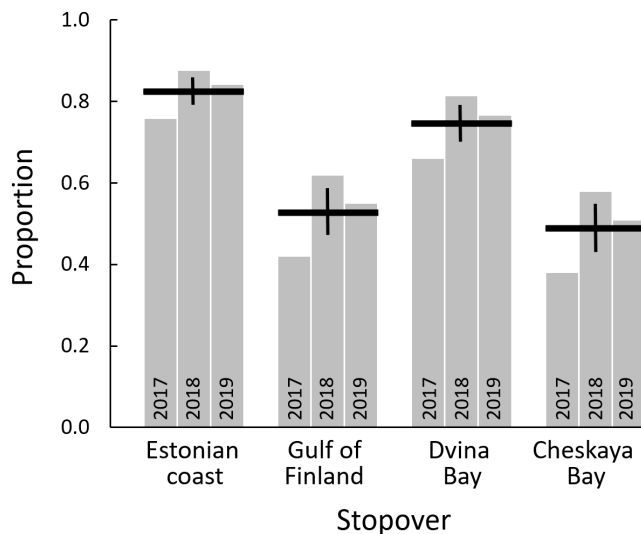 1.0
0.8
0.6
0.4
0.2
0.0
Proportion
2017 2018 2019 2017 2018 2019 2017 2018 2019 2017 2018 2019
Estonian Gulf of Dvina Cheskaya
coast Finland Bay Bay
Stopover